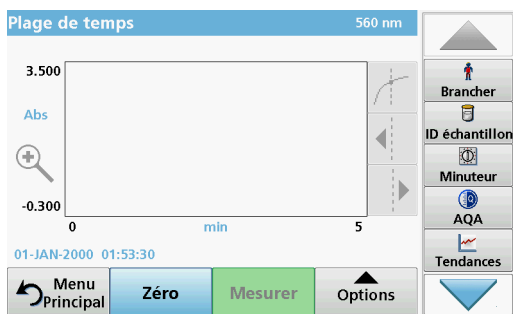 Plage de temps 560 nm
3.500
Abs
-0.300
0 min 5
01-JAN-2000 01:53:30
Menu Principal
Zéro
Mesurer
Options
Brancher
ID échantillon
Minuteur
AQA
Tendances